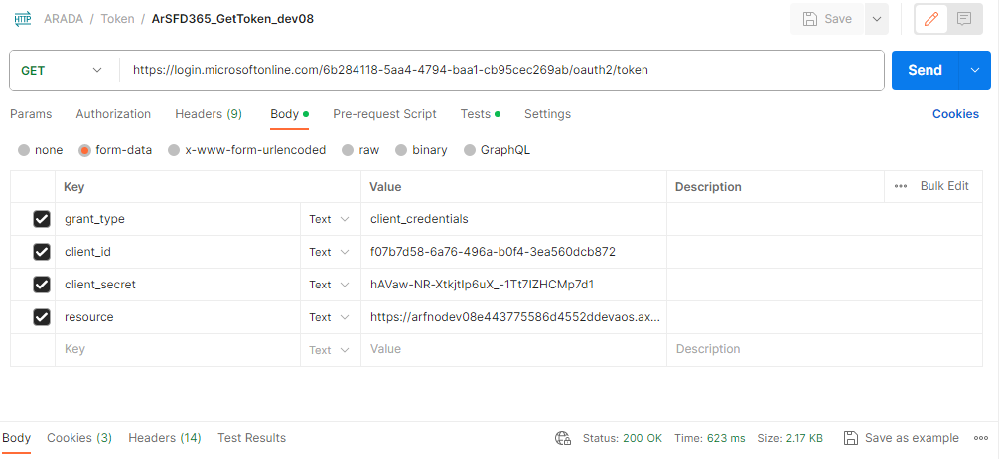 HTTP ARADA / Token / ArSFD365_GetToken_dev08 Save
GET https://login.microsoftonline.com/6b284118-5aa4-4794-baa1-cb95cec269ab/oauth2/token Send
Params Authorization Headers (9) Body Pre-request Script Tests Settings Cookies
none form-data x-www-form-urlencoded raw binary GraphQL
Key Value Description Bulk Edit
grant_type Text client_credentials
client_id Text f07b7d58-6a76-496a-b0f4-3ea560dcb872
client_secret Text hAVaw-NR-XtkjtIp6uX_-1Tt7IZHCMp7d1
resource Text https://arfnodev08e443775586d4552ddevaos.ax...
Key Text Value Description
Body Cookies (3) Headers (14) Test Results Status: 200 OK Time: 623 ms Size: 2.17 KB Save as example